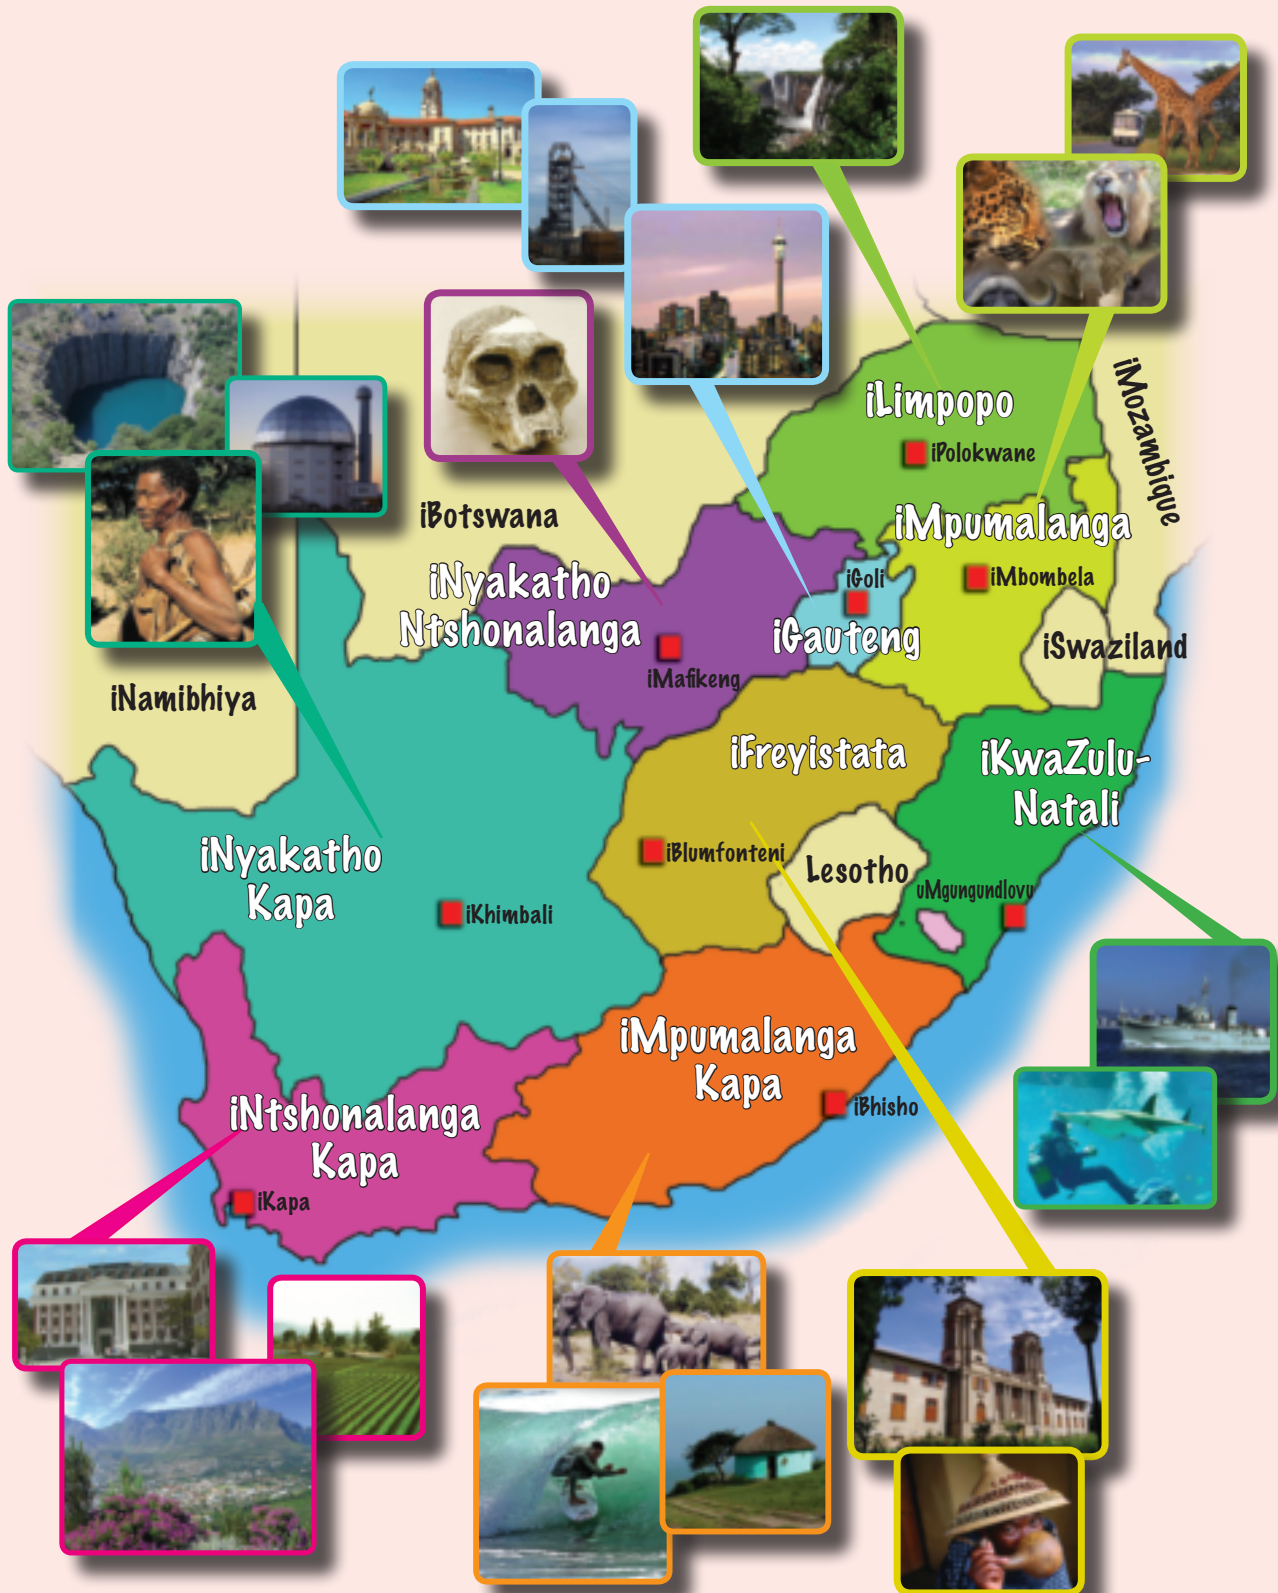 iLimpopo
iPolokwane
iMozambique
iBotswana
iMpumalanga
iMbombela
iNyakatho
Ntshonalanga
iMafikeng
iGoli
iGauteng
iSwaziland
iNamibhiya
iFreyistata
iBlumfonteni
iKwaZulu-
Natali
Lesotho
uMgungundlovu
iNyakatho
Kapa
iKhimbali
iMpumalanga
Kapa
iBhisho
iNtshonalanga
Kapa
iKapa